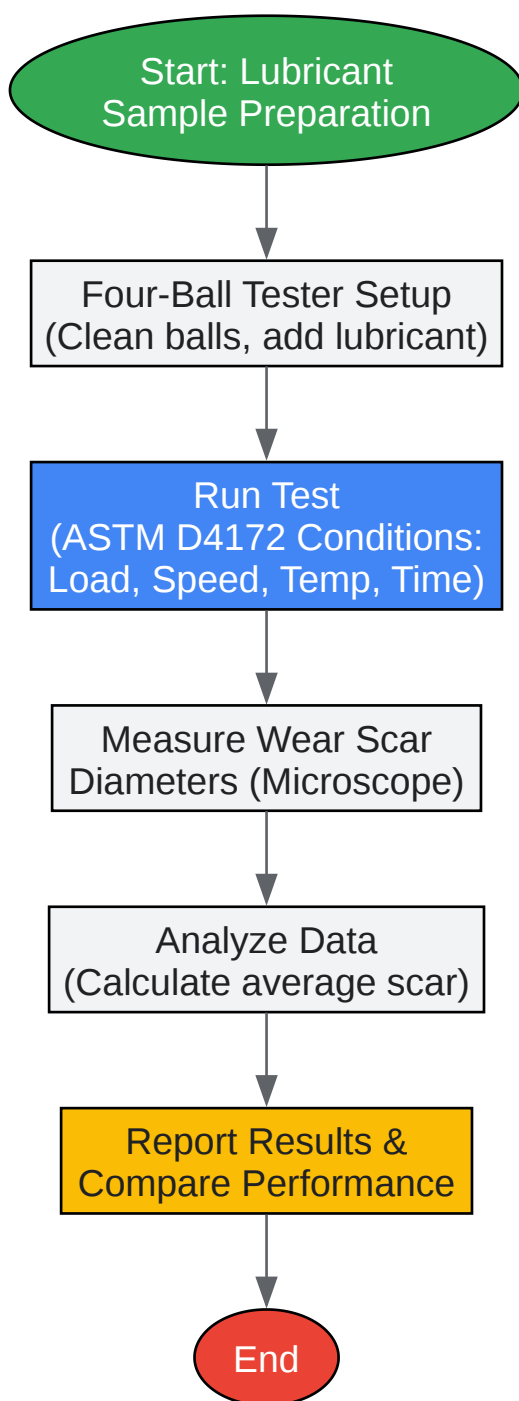 Start: Lubricant
Sample Preparation
Four-Ball Tester Setup
(Clean balls, add lubricant)
Run Test
(ASTM D4172 Conditions:
Load, Speed, Temp, Time)
Measure Wear Scar
Diameters (Microscope)
Analyze Data
(Calculate average scar)
Report Results &
Compare Performance
End